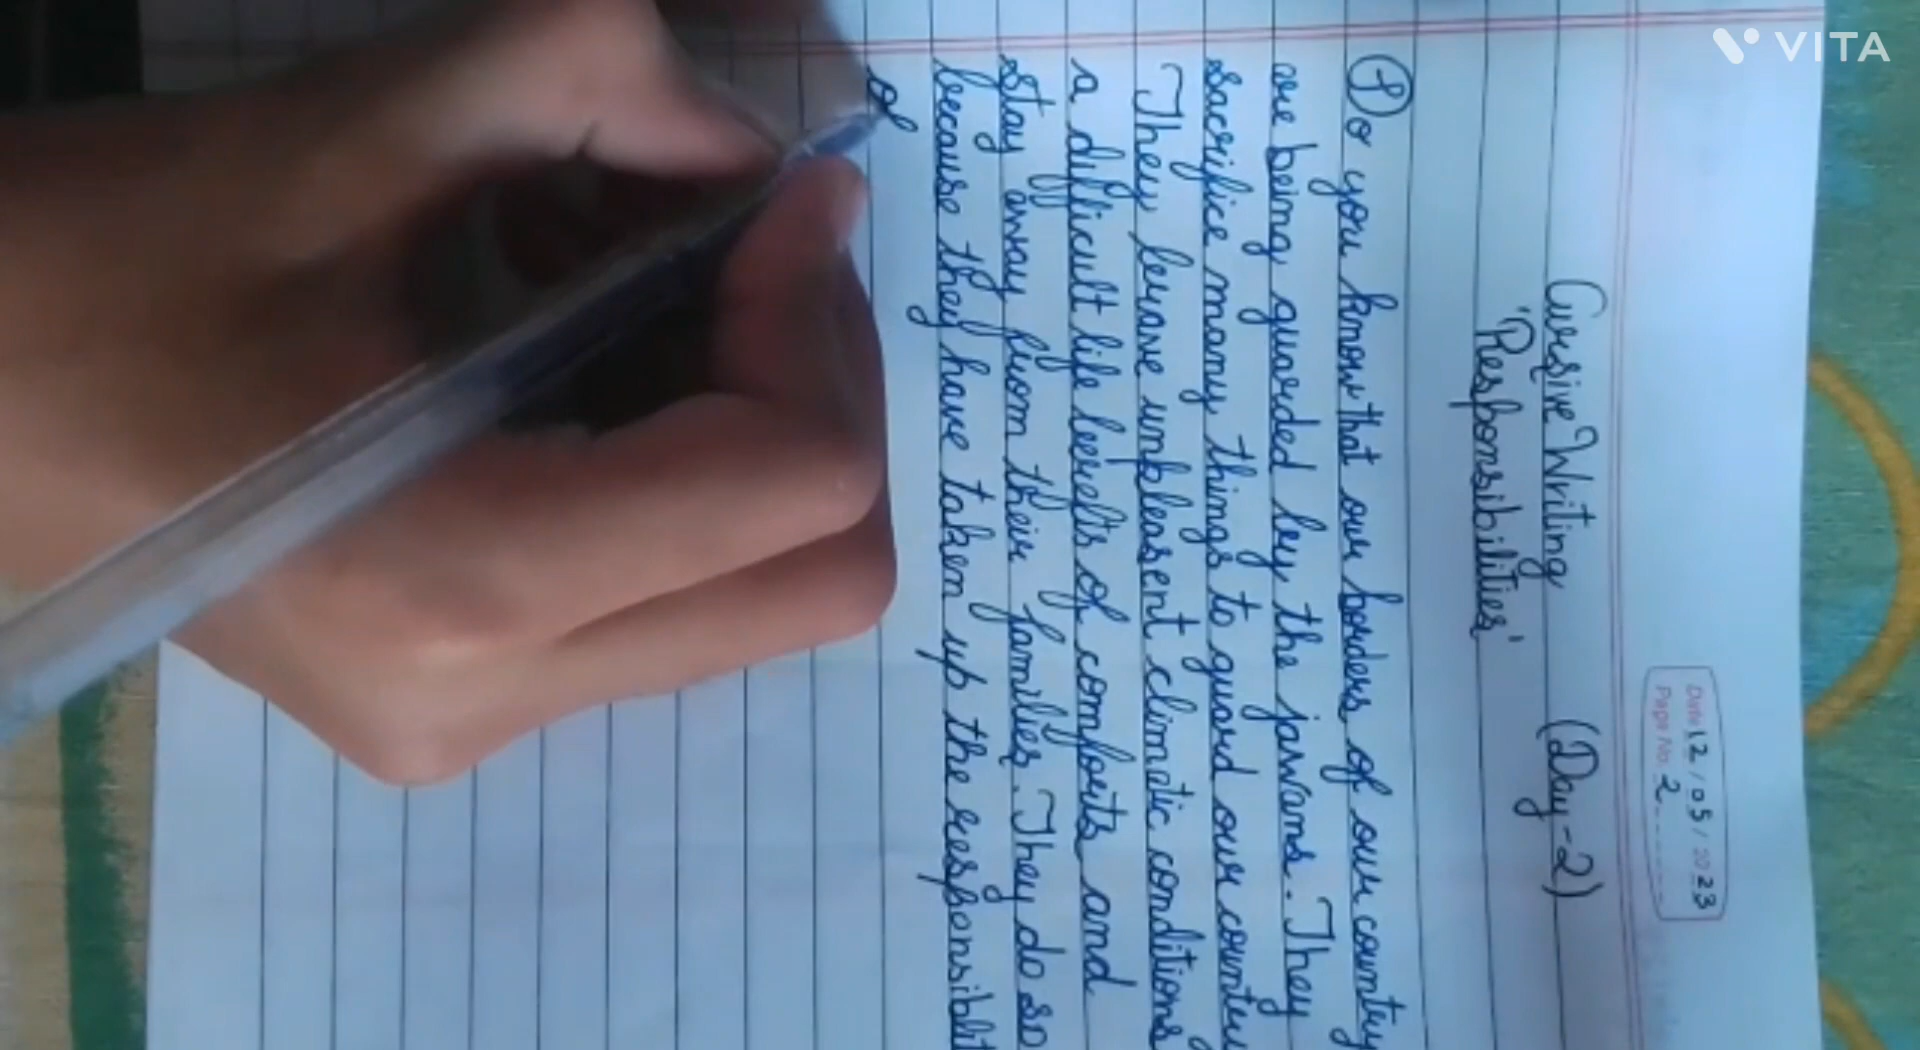 VITA
Date 12/05/2023
Page No. 2
Cursive Writing (Day-2)
'Responsibilities'
Do you know that our borders of our country
are being guarded by the jawans. They
sacrifice many things to guard our country
They brave unpleasent climatic conditions
a difficult life bereft of comforts and
stay away from their families. They do so
because they have taken up the responsiblit
of